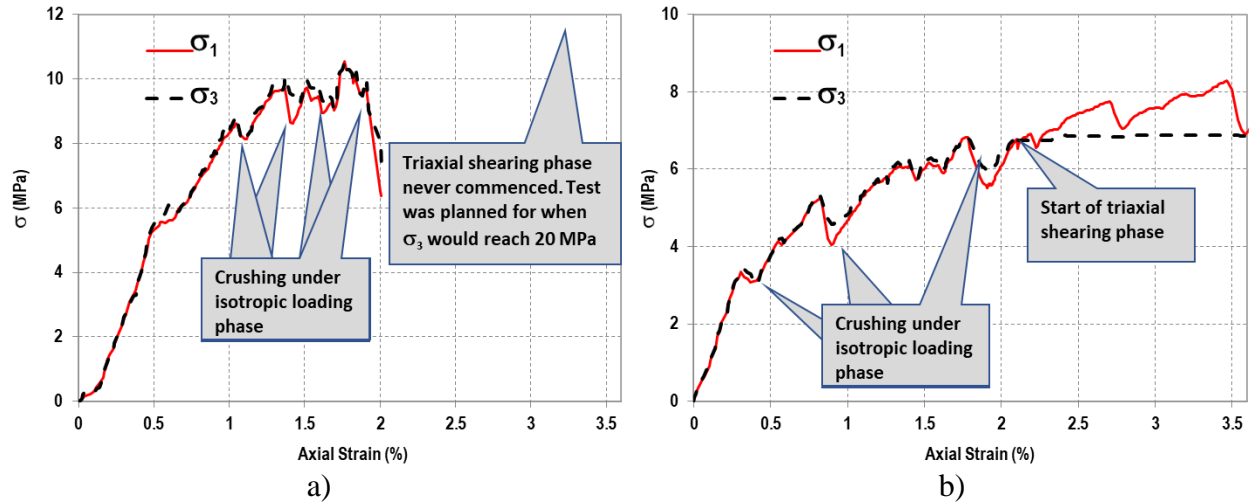 12
10
8
6
4
2
0
σ (MPa)
σ1
σ3
Triaxial shearing phase
never commenced. Test
was planned for when
σ3 would reach 20 MPa
Crushing under
isotropic loading
phase
0 0.5 1 1.5 2 2.5 3 3.5
Axial Strain (%)
a)
10
8
6
4
2
0
σ (MPa)
σ1
σ3
Start of triaxial
shearing phase
Crushing under
isotropic loading
phase
0 0.5 1 1.5 2 2.5 3 3.5
Axial Strain (%)
b)